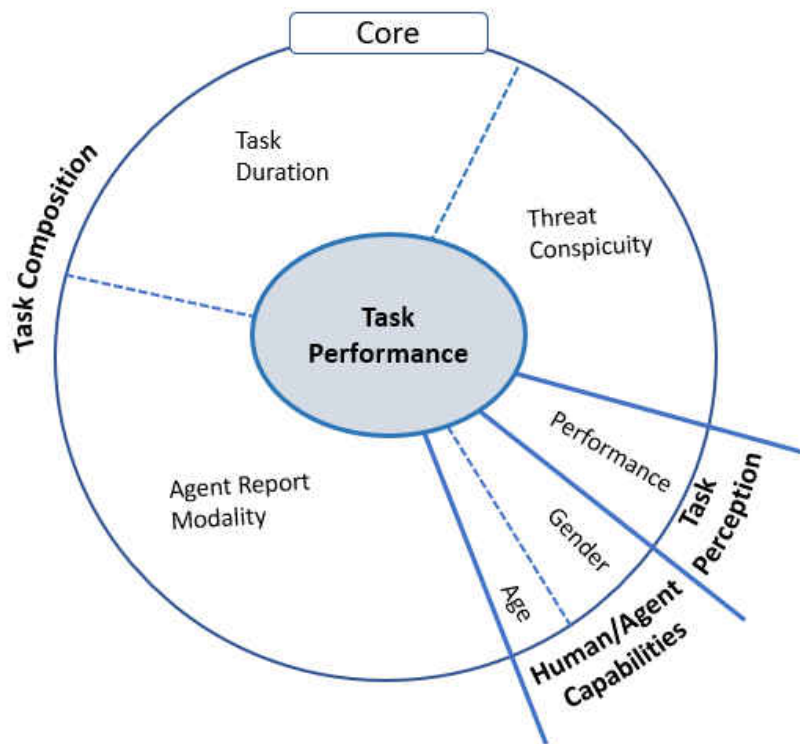 Core
Task
Duration
Threat
Conspicuity
Task Composition
Task
Performance
Performance
Task
Perception
Agent Report
Modality
Gender
Age
Human/Agent
Capabilities